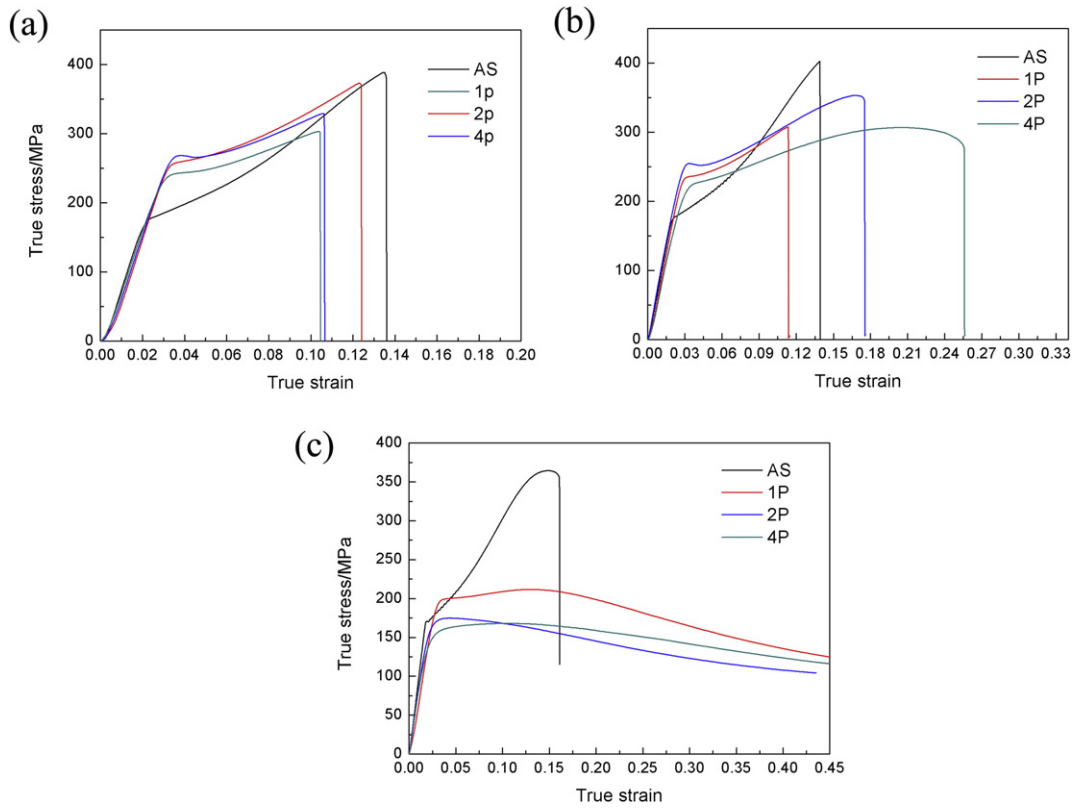 (a)
400
300
200
100
0
0.00 0.02 0.04 0.06 0.08 0.10 0.12 0.14 0.16 0.18 0.20
True stress/MPa
True strain
AS
1p
2p
4p
(b)
400
300
200
100
0
0.00 0.03 0.06 0.09 0.12 0.15 0.18 0.21 0.24 0.27 0.30 0.33
True stress/MPa
True strain
AS
1P
2P
4P
(c)
400
350
300
250
200
150
100
50
0
0.00 0.05 0.10 0.15 0.20 0.25 0.30 0.35 0.40 0.45
True stress/MPa
True strain
AS
1P
2P
4P